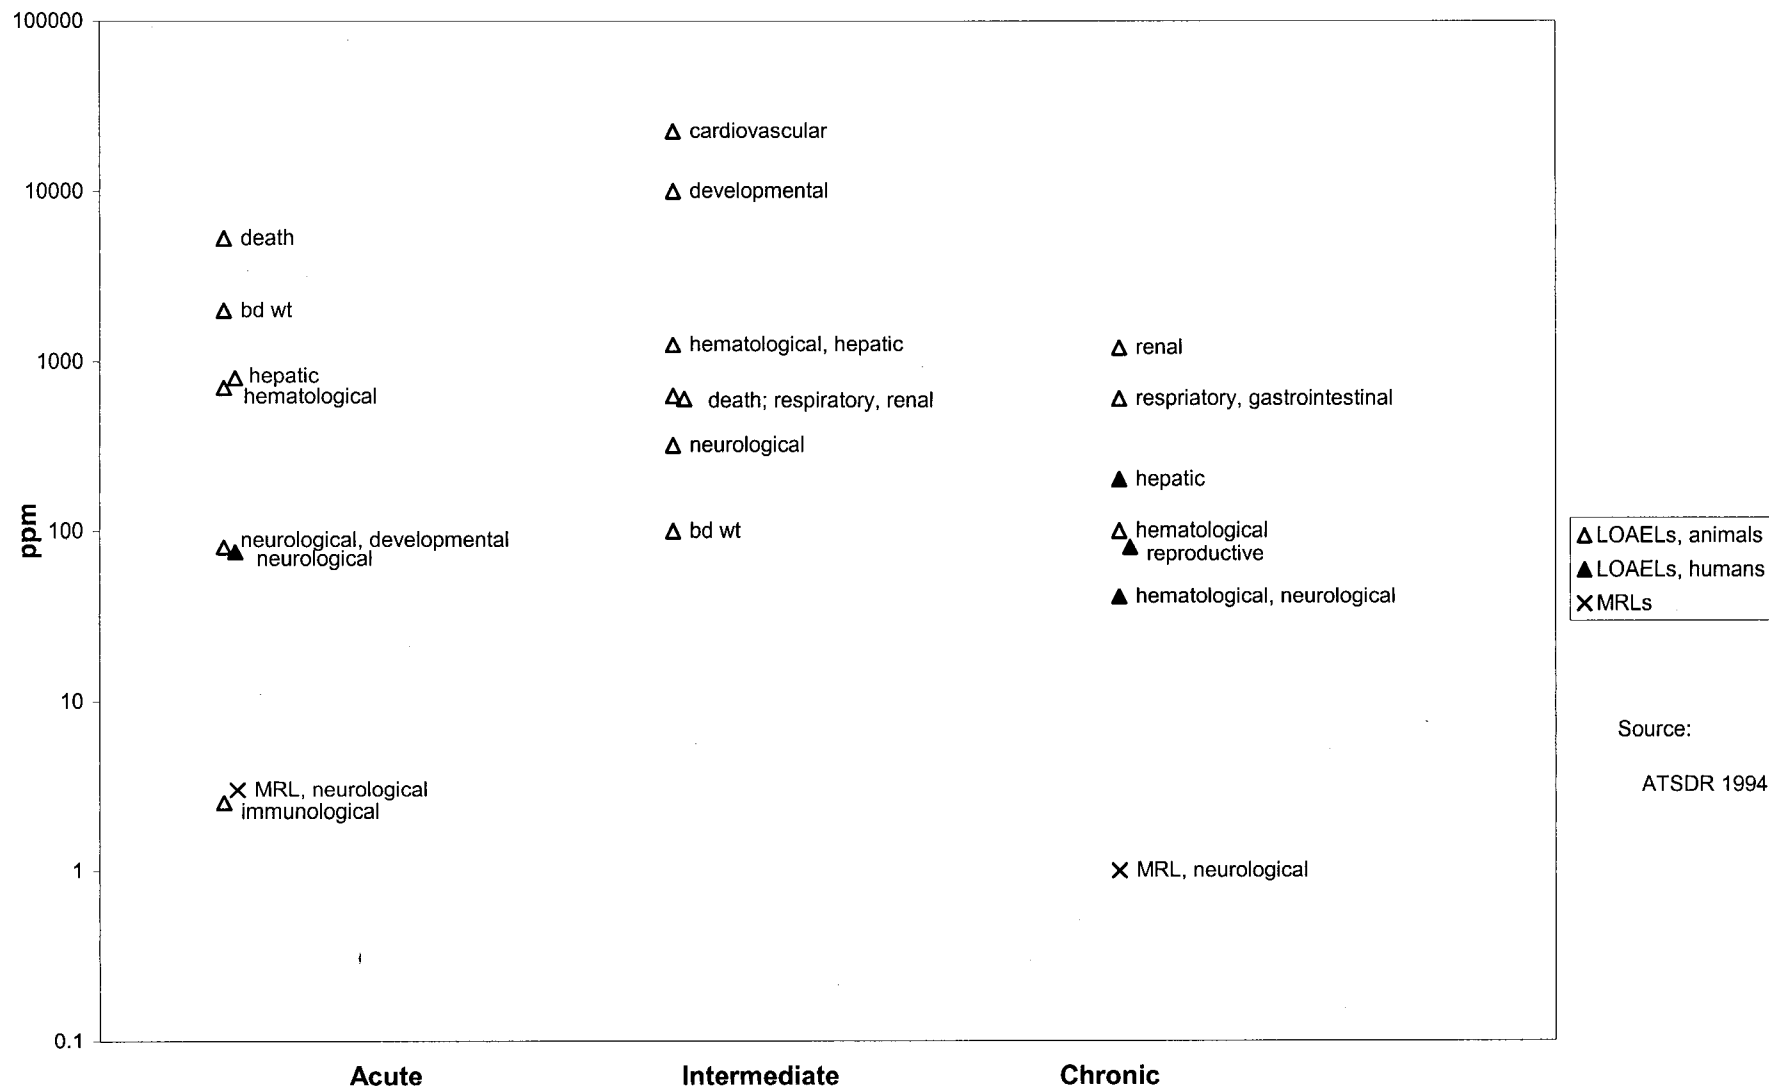 100000
10000
1000
100
10
1
0.1
ppm
death
bd wt
hepatic
hematological
neurological, developmental
neurological
MRL, neurological
immunological
cardiovascular
developmental
hematological, hepatic
death; respiratory, renal
neurological
bd wt
renal
respriatory, gastrointestinal
hepatic
hematological
reproductive
hematological, neurological
MRL, neurological
Acute
Intermediate
Chronic
LOAELs, animals
LOAELs, humans
MRLs
Source:
ATSDR 1994